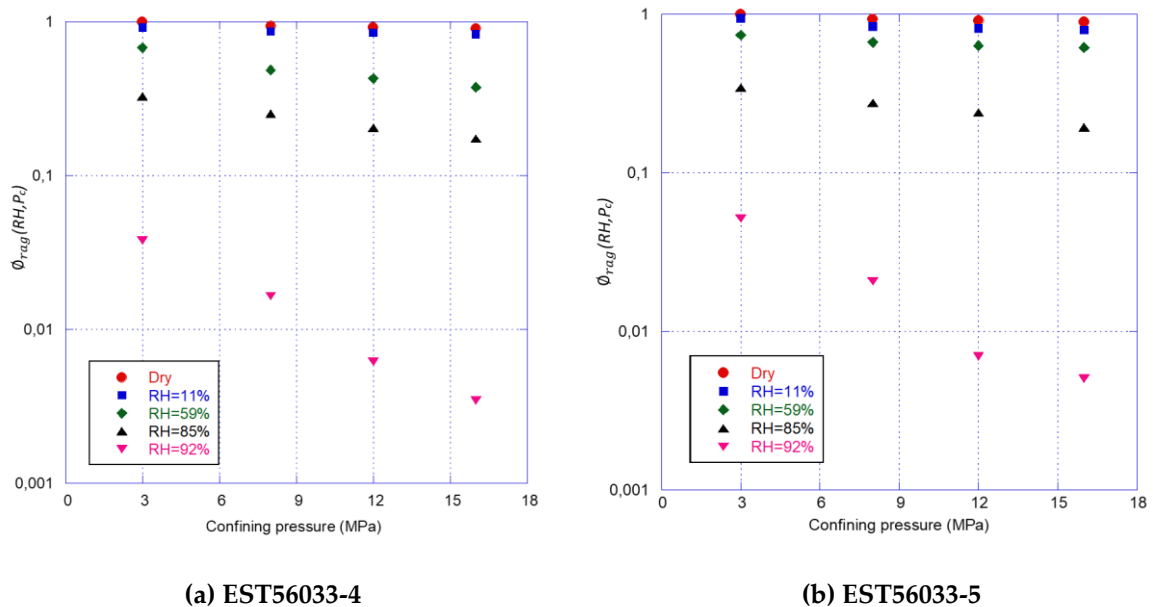 1
0,1
0,01
0,001
Ørag(RH,Pc)
Dry
RH=11%
RH=59%
RH=85%
RH=92%
0 3 6 9 12 15 18
Confining pressure (MPa)
(a) EST56033-4
1
0,1
0,01
0,001
Ørag(RH,Pc)
Dry
RH=11%
RH=59%
RH=85%
RH=92%
0 3 6 9 12 15 18
Confining pressure (MPa)
(b) EST56033-5